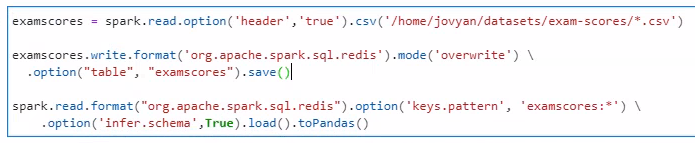 examscores = spark.read.option('header','true').csv('/home/jovyan/datasets/exam-scores/*.csv')
examscores.write.format('org.apache.spark.sql.redis').mode('overwrite') \
.option("table", "examscores").save()
spark.read.format("org.apache.spark.sql.redis").option('keys.pattern', 'examscores:*') \
.option('infer.schema',True).load().toPandas()